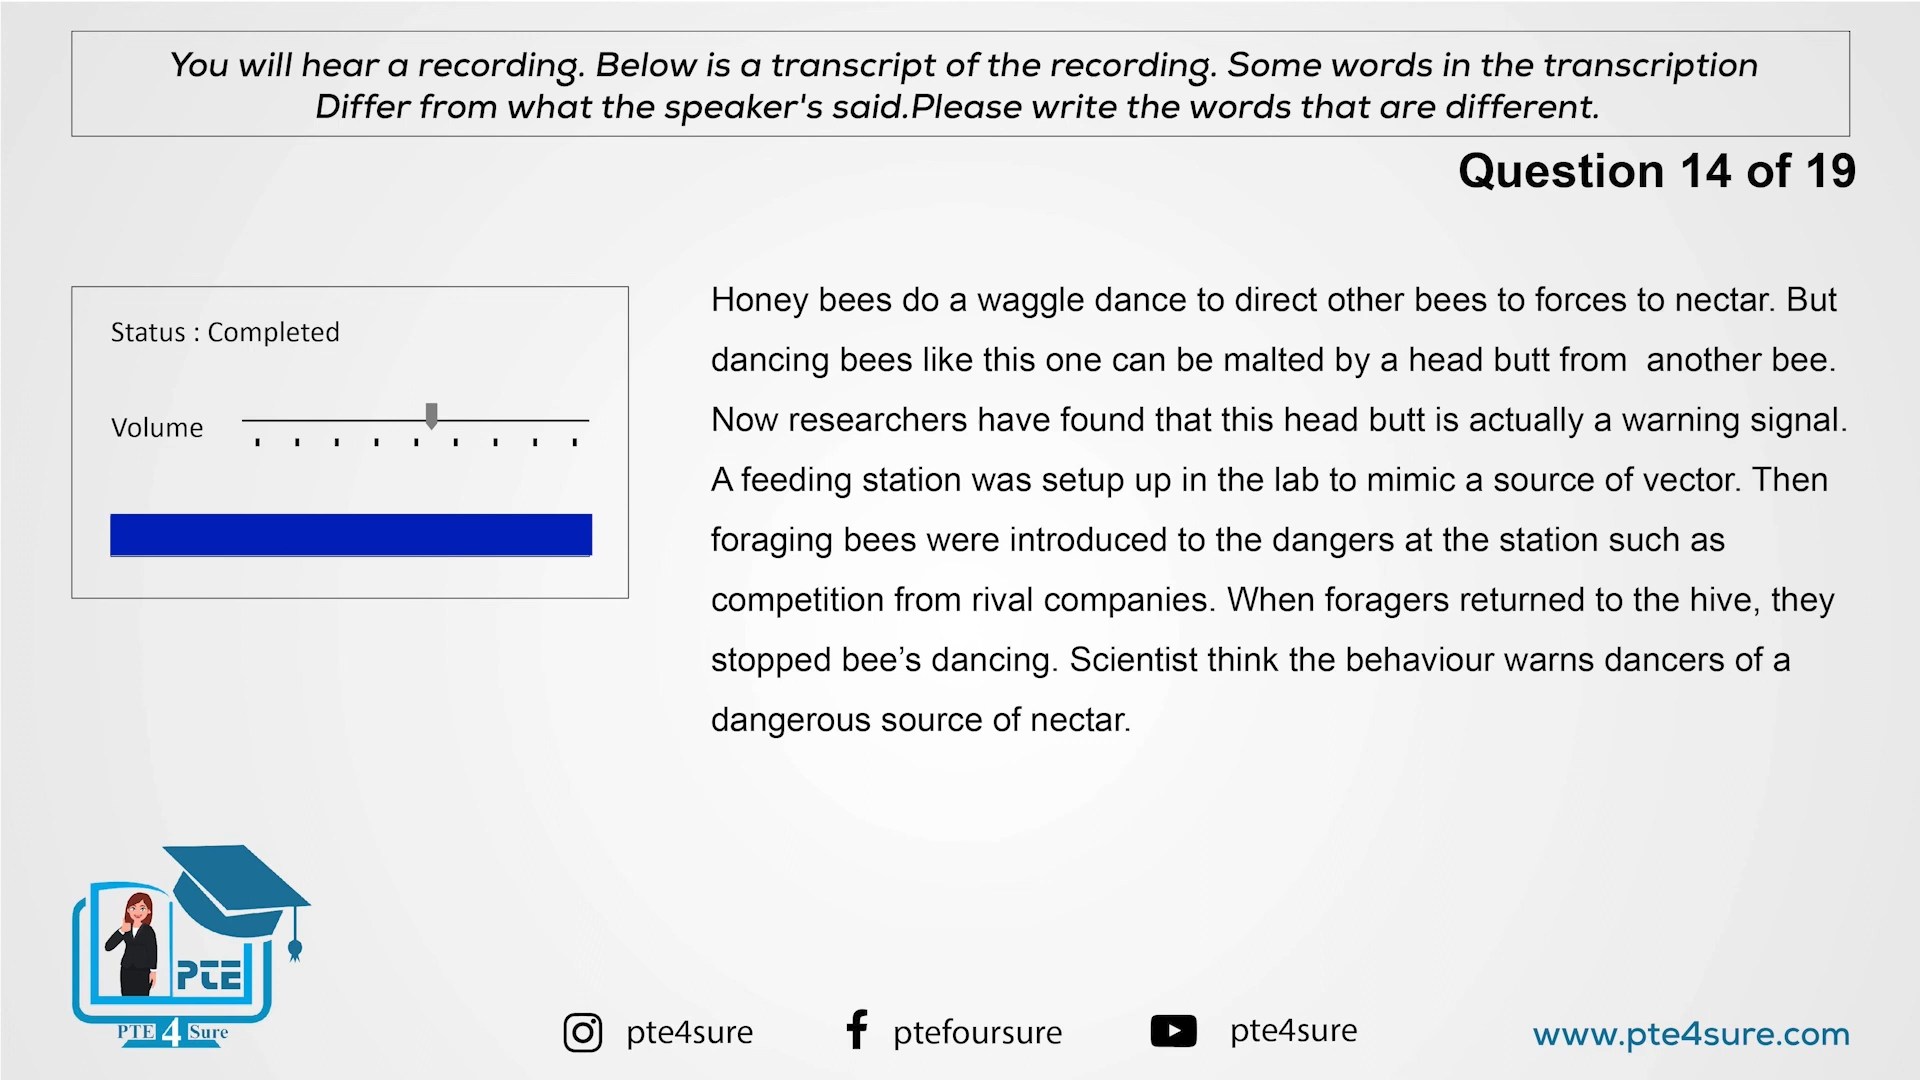 You will hear a recording. Below is a transcript of the recording. Some words in the transcription
Differ from what the speaker's said.Please write the words that are different.
Question 14 of 19
Status : Completed
Volume
Honey bees do a waggle dance to direct other bees to forces to nectar. But
dancing bees like this one can be malted by a head butt from  another bee.
Now researchers have found that this head butt is actually a warning signal.
A feeding station was setup up in the lab to mimic a source of vector. Then
foraging bees were introduced to the dangers at the station such as
competition from rival companies. When foragers returned to the hive, they
stopped bee’s dancing. Scientist think the behaviour warns dancers of a
dangerous source of nectar.
PTE
PTE 4 Sure
pte4sure
ptefoursure
pte4sure
www.pte4sure.com